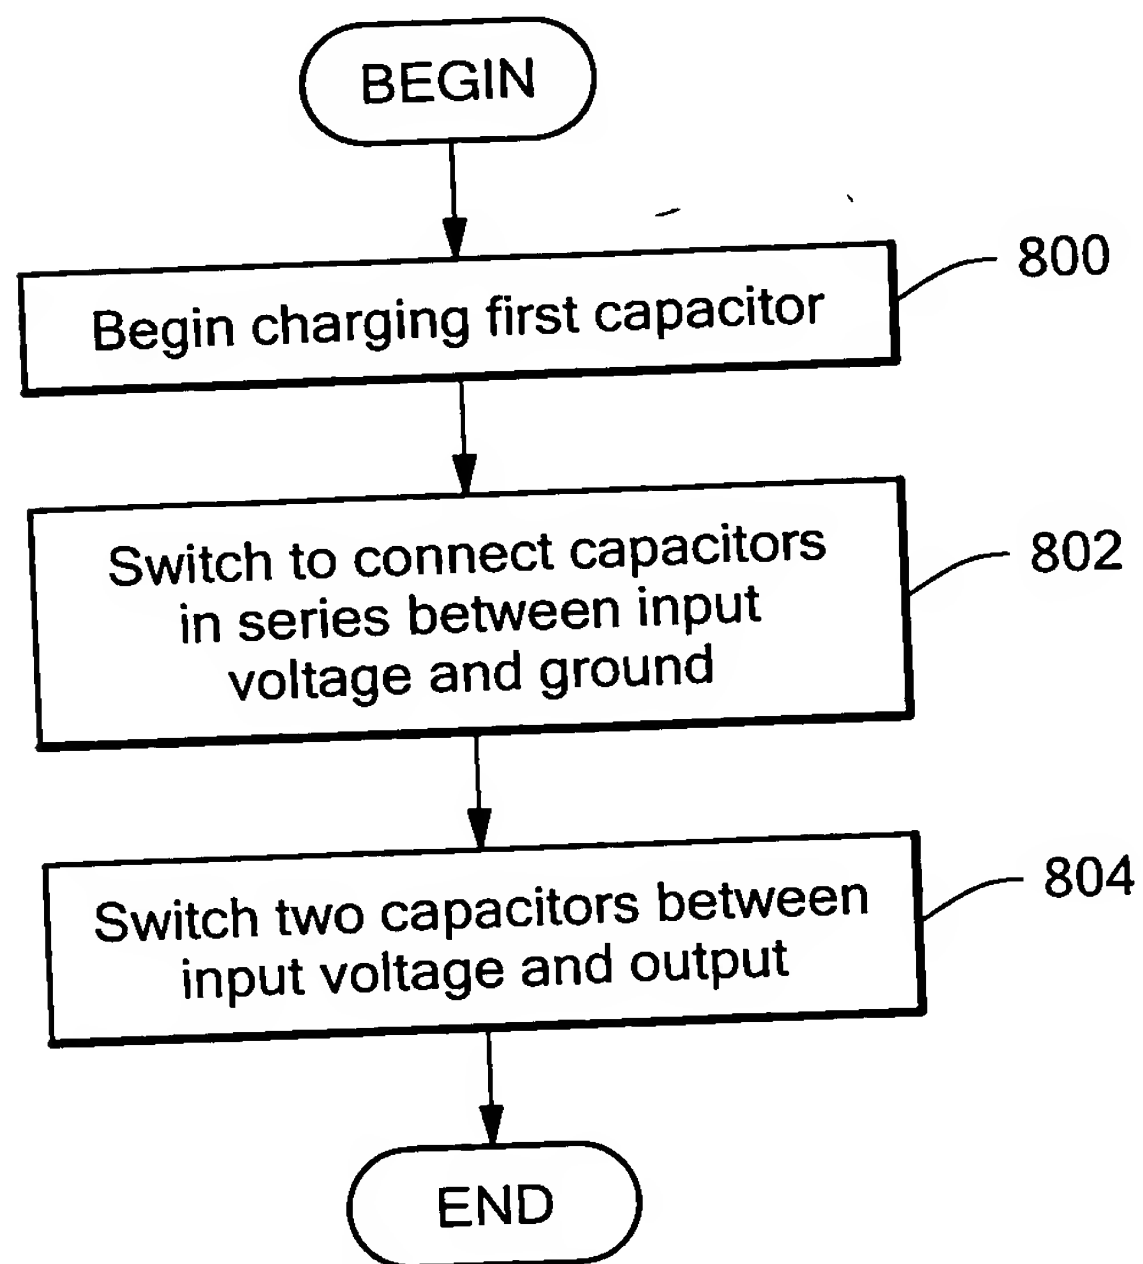 BEGIN
Begin charging first capacitor
800
Switch to connect capacitors
in series between input
voltage and ground
802
Switch two capacitors between
input voltage and output
804
END